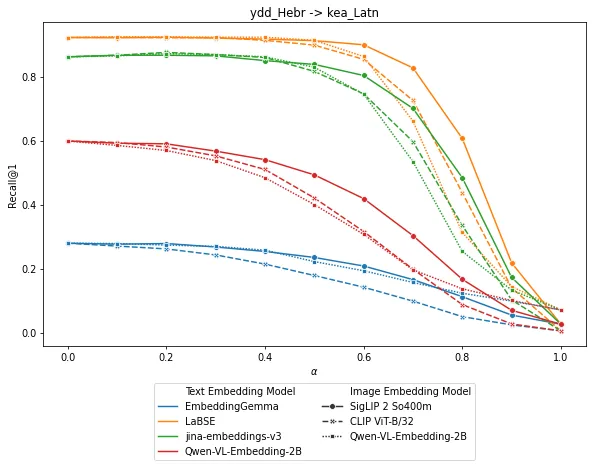 ydd_Hebr -> kea_Latn
Recall@1
0.8
0.6
0.4
0.2
0.0
0.0 0.2 0.4 0.6 0.8 1.0
α
Text Embedding Model
EmbeddingGemma
LaBSE
jina-embeddings-v3
Qwen-VL-Embedding-2B
Image Embedding Model
SigLIP 2 So400m
CLIP ViT-B/32
Qwen-VL-Embedding-2B